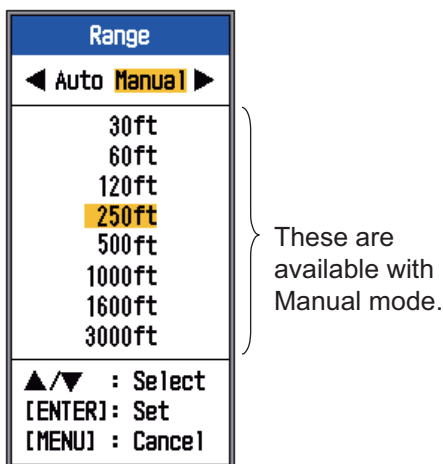 Range
◀ Auto Manual ▶
30ft
60ft
120ft
250ft
500ft
1000ft
1600ft
3000ft
These are
available with
Manual mode.
▲/▼ : Select
[ENTER]: Set
[MENU] : Cancel